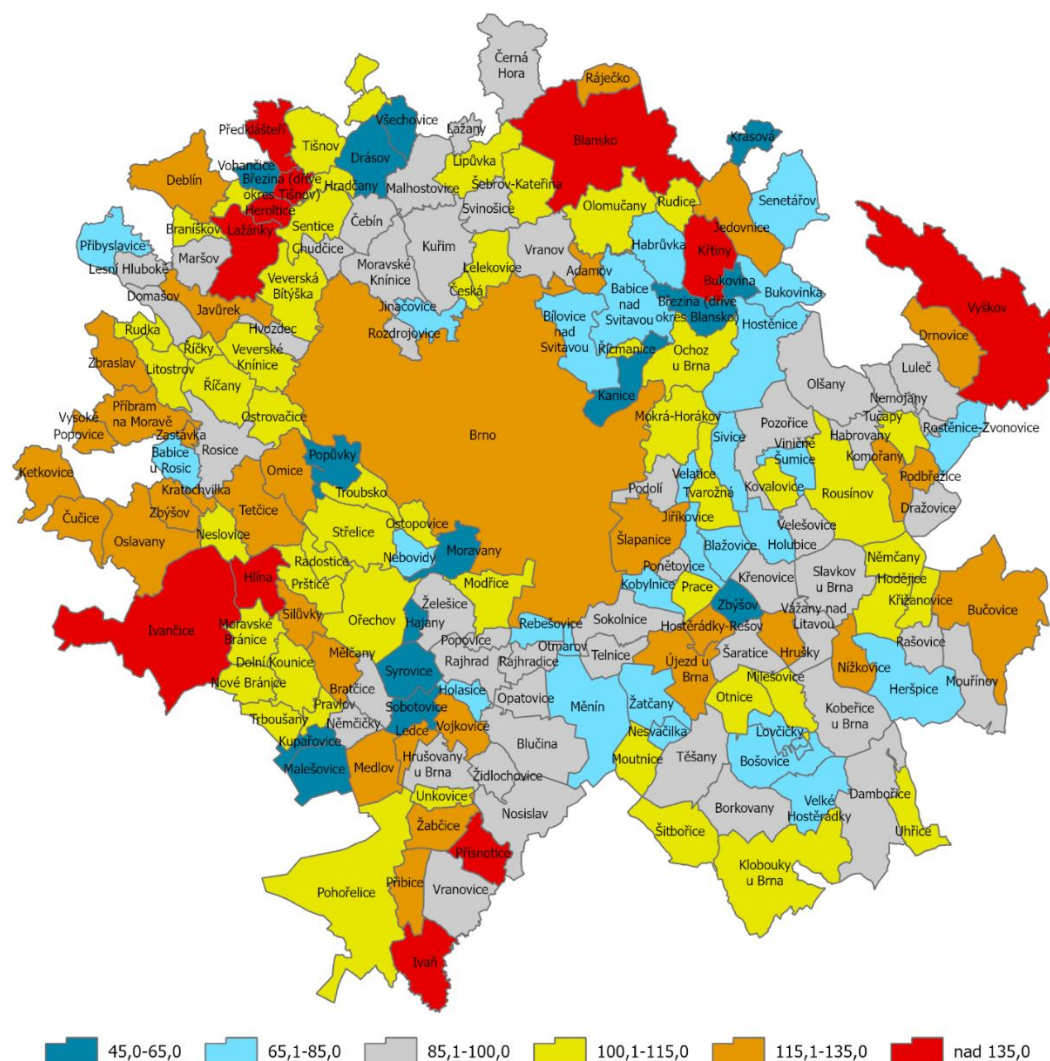 Černá
Hora
Ráječko
Všechovice
Předklášteří
Tišnov
Lažany
Blansko
Krasová
Drásov
Vohančice
Lipůvka
Deblín
Březina (dříve
okres Tišnov)
Hradčany
Malhostovice
Šebrov-Kateřina
Senetářov
Heroltice
Olomučany
Rudice
Braníškov
Lažánky
Sentice
Čebín
Svinošice
Jedovnice
Přibyslavice
Chudčice
Kuřim
Vranov
Habrůvka
Křtiny
Lesní Hluboké
Maršov
Moravské
Knínice
Lelekovice
Adamov
Veverská
Bítýška
Česká
Babice
nad
Svitavou
Bukovina
Bukovinka
Vyškov
Domašov
Javůrek
Jinačovice
Bílovice
nad
Svitavou
Březina (dříve
okres Blansko)
Hostěnice
Drnovice
Hvozdec
Rozdrojovice
Rudka
Říčky
Veverské
Knínice
Řícmanice
Ochoz
u Brna
Zbraslav
Litostrov
Luleč
Říčany
Olšany
Nemojany
Kanice
Příbram
na Moravě
Ostrovačice
Mokrá-Horákov
Tučapy
Vysoké
Popovice
Pozořice
Rostěnice-Zvonovice
Zastávka
Brno
Sivice
Viničné
Šumice
Habrovany
Babice
u Rosic
Rosice
Komořany
Ketkovice
Omice
Popůvky
Podolí
Velatice
Podbřežice
Kratochvilka
Troubsko
Tvarožná
Kovalovice
Rousínov
Zbýšov
Tetčice
Dražovice
Čučice
Ostopovice
Jiříkovice
Velešovice
Neslovice
Střelice
Oslavany
Šlapanice
Blažovice
Holubice
Moravany
Nebovidy
Radostice
Ponětovice
Němčany
Hlína
Modřice
Kobylnice
Prace
Křenovice
Slavkov
u Brna
Hodějice
Prštice
Želešice
Zbýšov
Křižanovice
Ivančice
Silůvky
Ořechov
Hajany
Rebešovice
Sokolnice
Hostěrádky-Rešov
Vážany nad
Litavou
Bučovice
Moravské
Bránice
Popovice
Otmarov
Rašovice
Mělčany
Rajhrad
Rajhradice
Telnice
Šaratice
Hrušky
Dolní Kounice
Syrovice
Újezd u
Brna
Nížkovice
Mouřínov
Nové Bránice
Bratčice
Milešovice
Heršpice
Holasice
Opatovice
Měnín
Žatčany
Otnice
Kobeřice
u Brna
Pravlov
Sobotovice
Trboušany
Němčičky
Ledce
Vojkovice
Nesvačilka
Lovčičky
Kupařovice
Blučina
Moutnice
Těšany
Bošovice
Malešovice
Medlov
Hrušovany
u Brna
Židlochovice
Unkovice
Dambořice
Nosislav
Borkovany
Velké
Hostěrádky
Žabčice
Šitbořice
Uhřice
Přisnotice
Klobouky
u Brna
Pohořelice
Přibice
Vranovice
Ivaň
45,0-65,0 65,1-85,0 85,1-100,0 100,1-115,0 115,1-135,0 nad 135,0